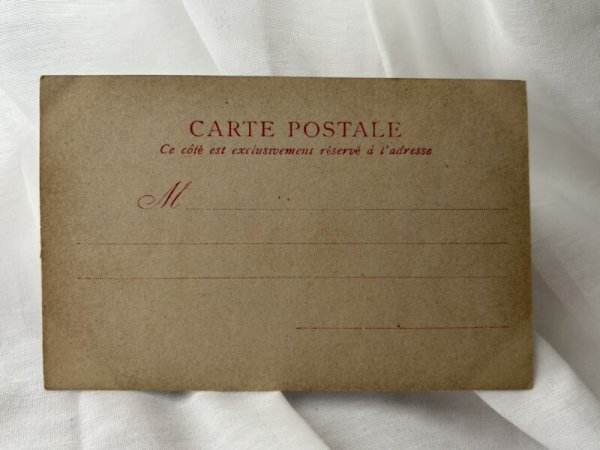 CARTE POSTALE
Ce côté est exclusivement réservé à l'adresse
M